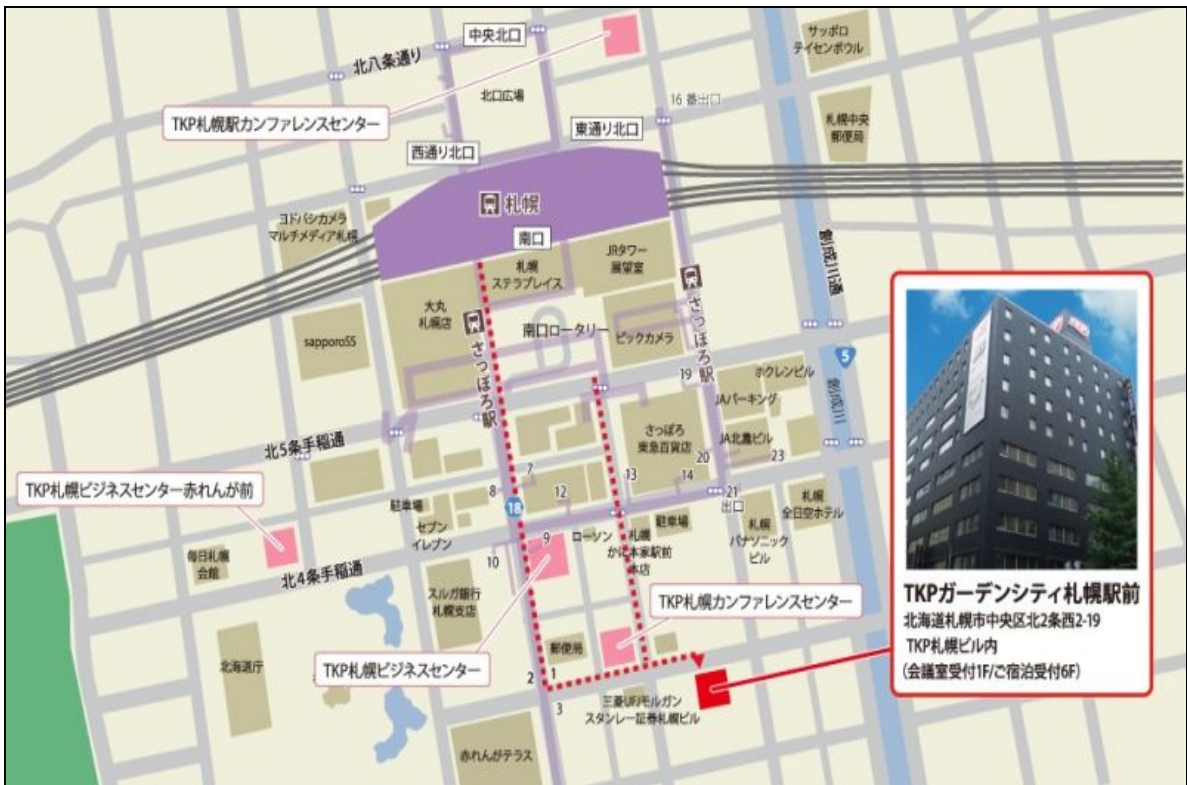 中央北口
サッポロ
テイセンボウル
北八条通り
北口広場
16 番出口
TKP札幌駅カンファレンスセンター
東通り北口
札幌中央
郵便局
西通り北口
札幌
ヨドバシカメラ
マルチメディア札幌
南口
JRタワー
展望室
札幌
ステラプレイス
創成川通
大丸
札幌店
さっぽろ駅
南口ロータリー
ビックカメラ
さっぽろ駅
sapporo55
5
19
ホクレンビル
創成川
JAパーキング
さっぽろ
東急百貨店
JA北農ビル
北5条手稲通
20
23
7
13
14
TKP札幌ビジネスセンター赤れんが前
8
12
21
出口
札幌
全日空ホテル
駐車場
18
セブン
イレブン
9
ローソン
札幌
かに本家駅前
本店
駐車場
札幌
パナソニック
ビル
毎日札幌
会館
10
北4条手稲通
スルガ銀行
札幌支店
TKP札幌カンファレンスセンター
TKPガーデンシティ札幌駅前
北海道札幌市中央区北2条西2-19
TKP札幌ビル内
(会議室受付1F/ご宿泊受付6F)
郵便局
北海道庁
TKP札幌ビジネスセンター
2
1
3
三菱UFJモルガン
スタンレー証券札幌ビル
赤れんがテラス